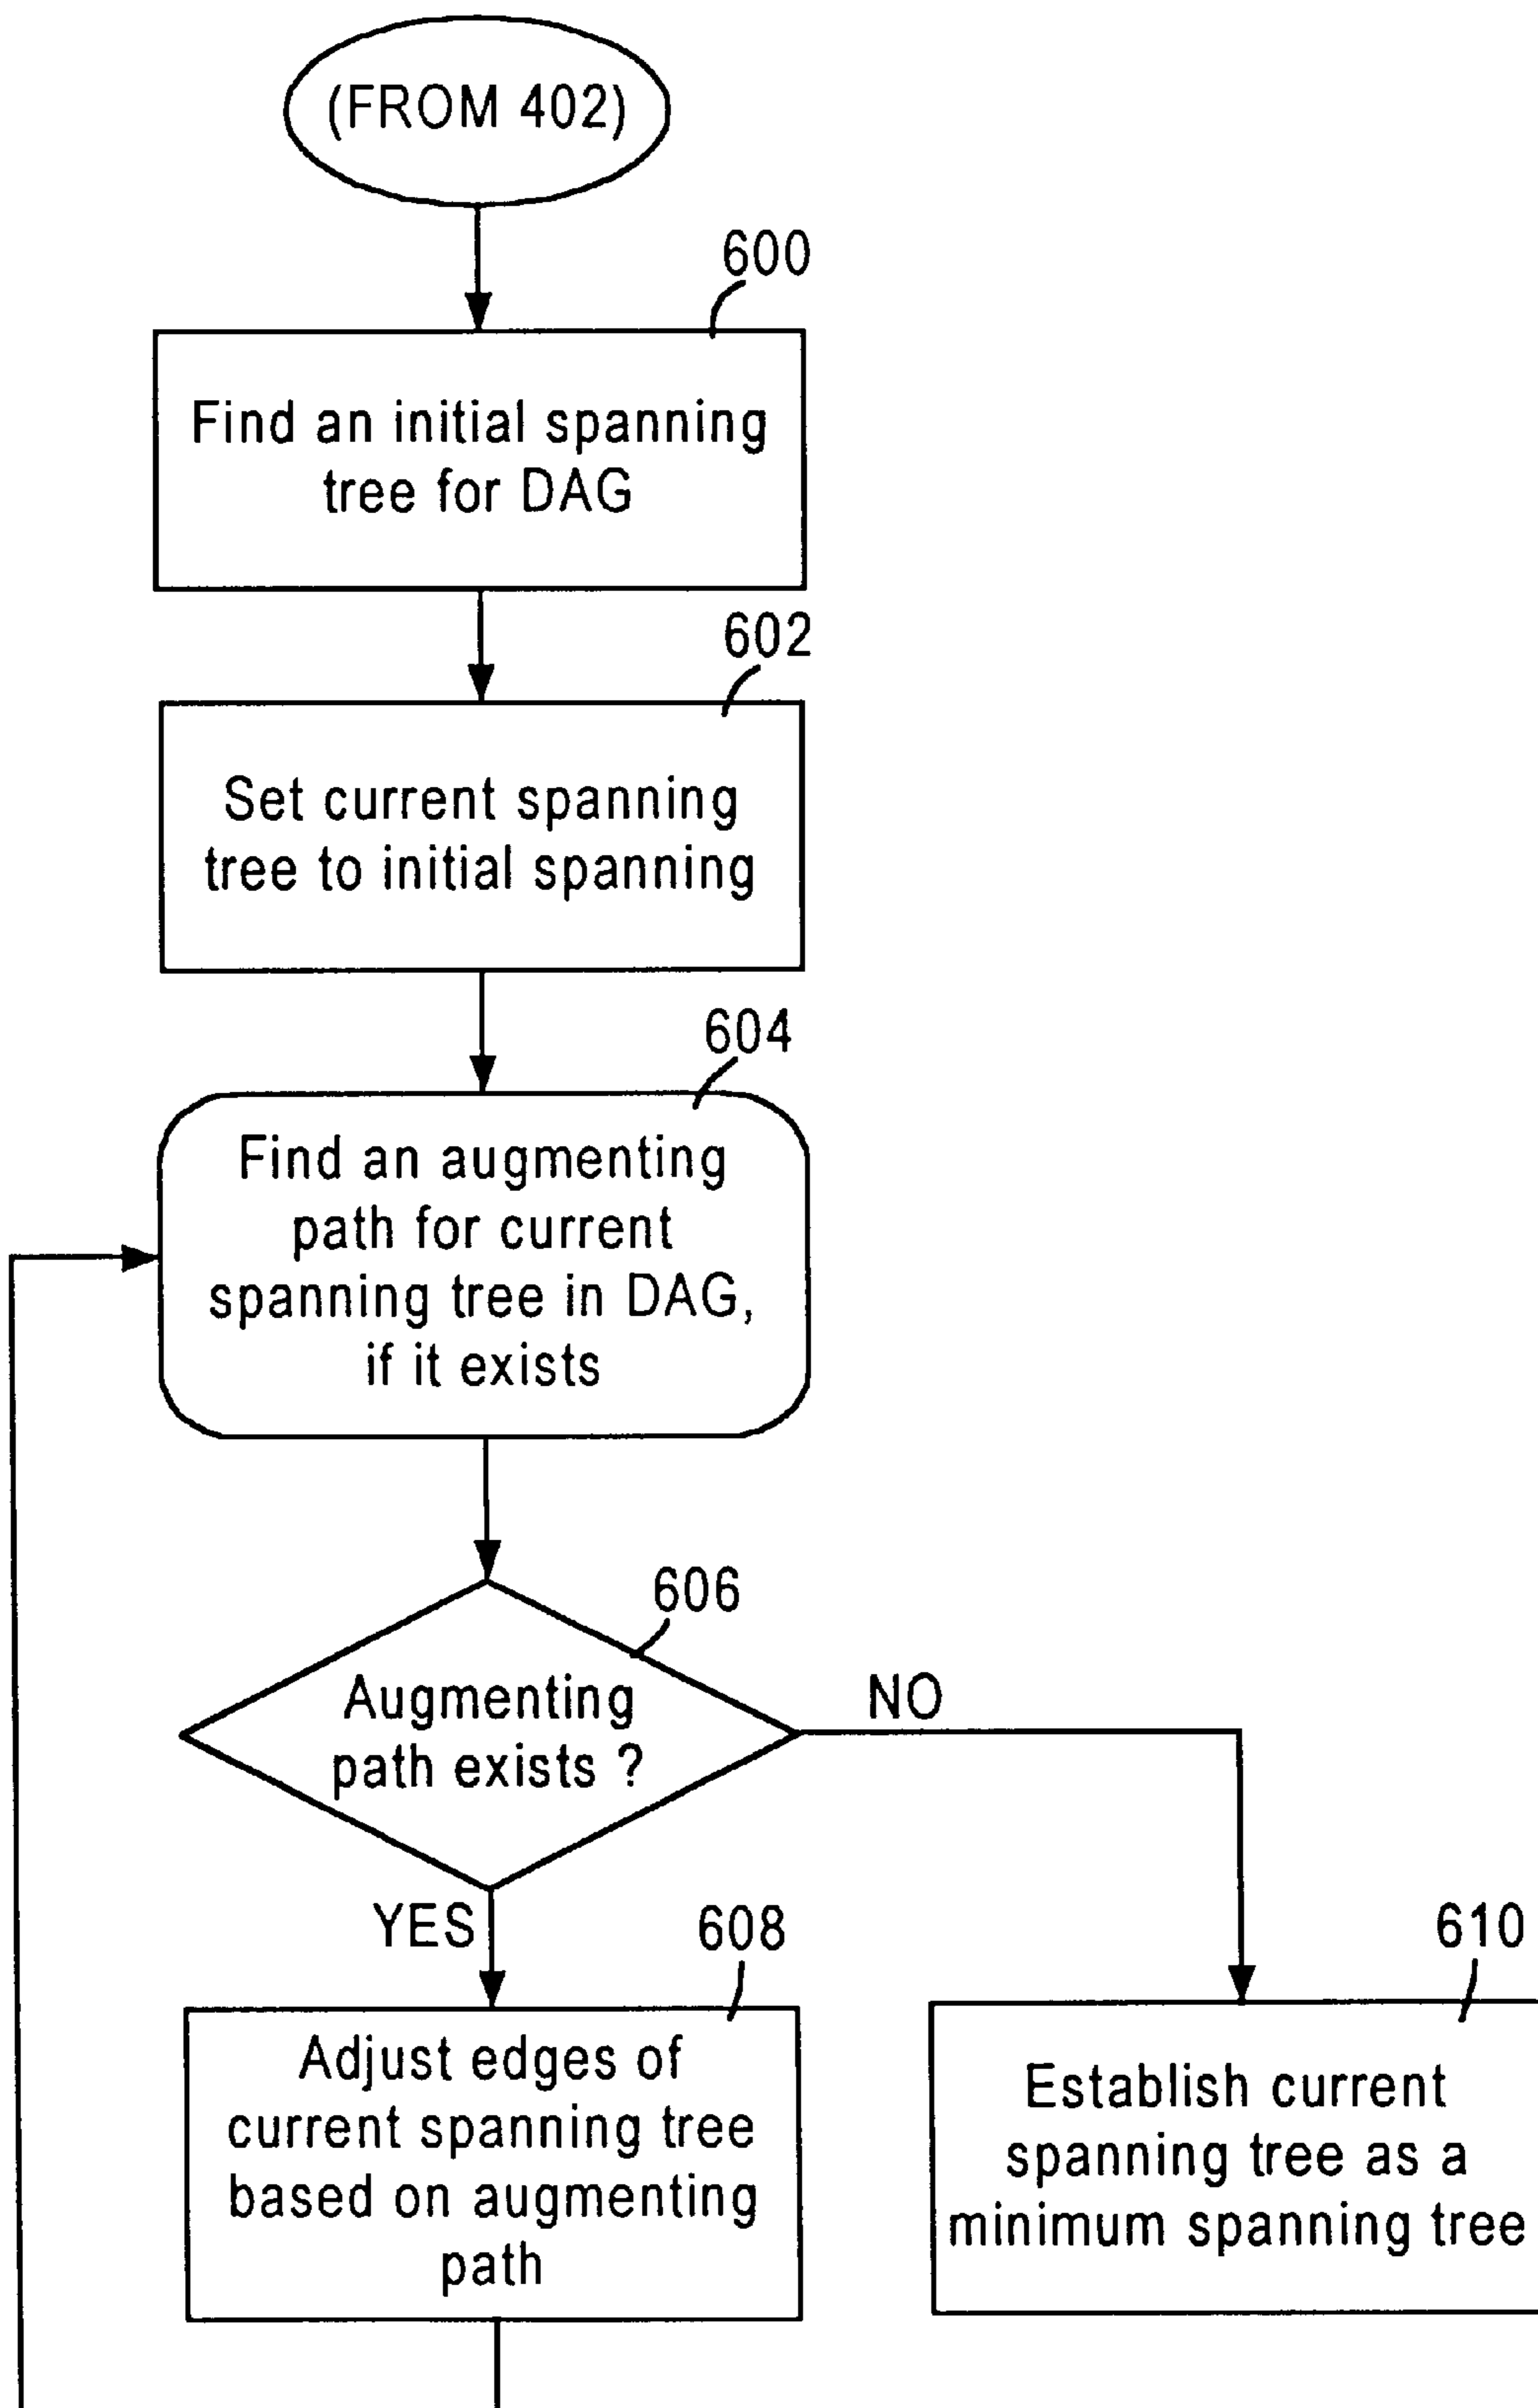 (FROM 402)
600
Find an initial spanning
tree for DAG
602
Set current spanning
tree to initial spanning
604
Find an augmenting
path for current
spanning tree in DAG,
if it exists
606
Augmenting
path exists ?
NO
YES
608
Adjust edges of
current spanning tree
based on augmenting
path
610
Establish current
spanning tree as a
minimum spanning tree